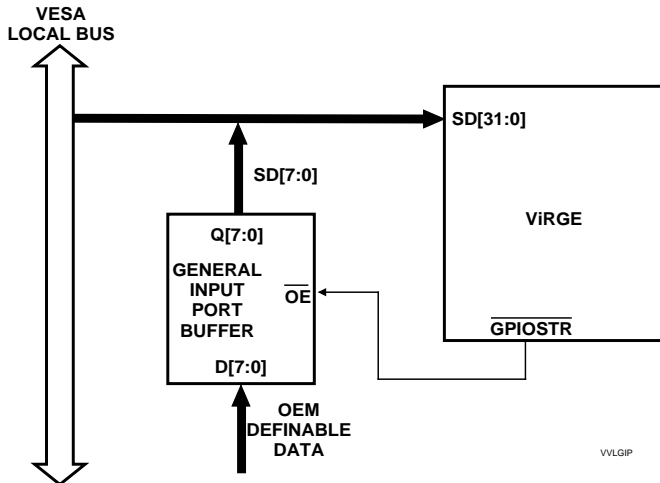 VESA
LOCAL BUS
SD[31:0]
SD[7:0]
ViRGE
Q[7:0]
GENERAL
INPUT
PORT
BUFFER
OE
GPIOSTR
D[7:0]
OEM
DEFINABLE
DATA
VVLGIP